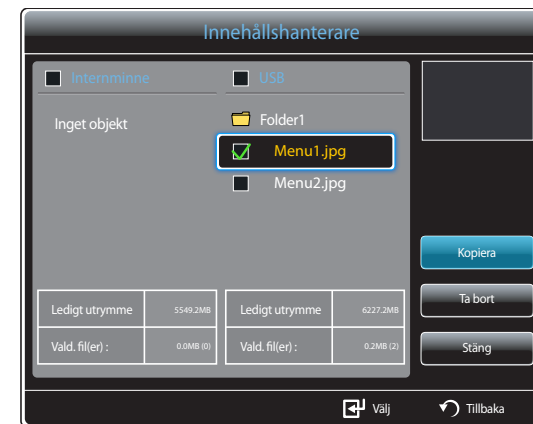 Innehållshanterare
Internminne
USB
Inget objekt
Folder1
Menu1.jpg
Menu2.jpg
Kopiera
Ta bort
Stäng
Ledigt utrymme 5549.2MB
Vald. fil(er) : 0.0MB (0)
Ledigt utrymme 6227.2MB
Vald. fil(er) : 0.2MB (2)
Välj
Tillbaka